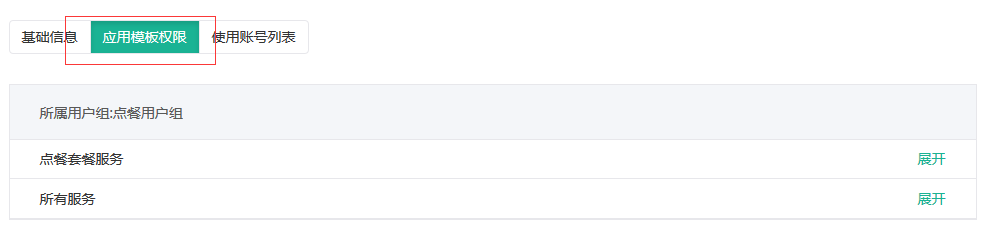 基础信息 应用模板权限 使用账号列表
所属用户组:点餐用户组
点餐套餐服务 展开
所有服务 展开